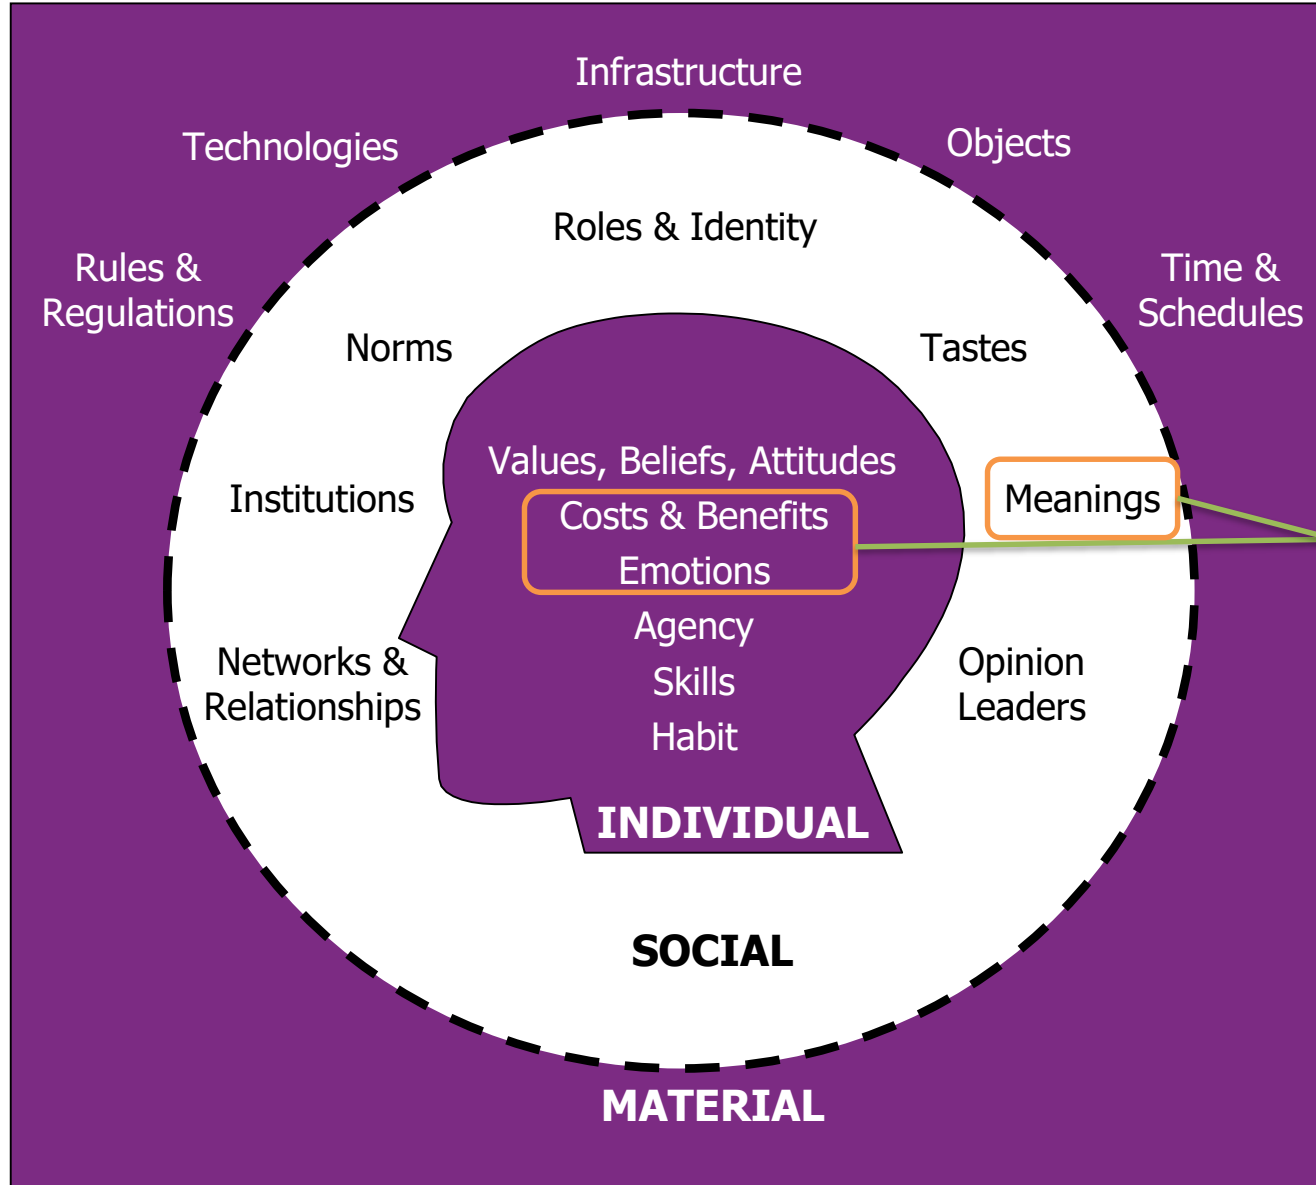 Infrastructure
Technologies
Objects
Roles & Identity
Rules &
Regulations
Time &
Schedules
Norms
Tastes
Values, Beliefs, Attitudes
Institutions
Costs & Benefits
Meanings
Emotions
Agency
Networks &
Relationships
Skills
Opinion
Leaders
Habit
INDIVIDUAL
SOCIAL
MATERIAL